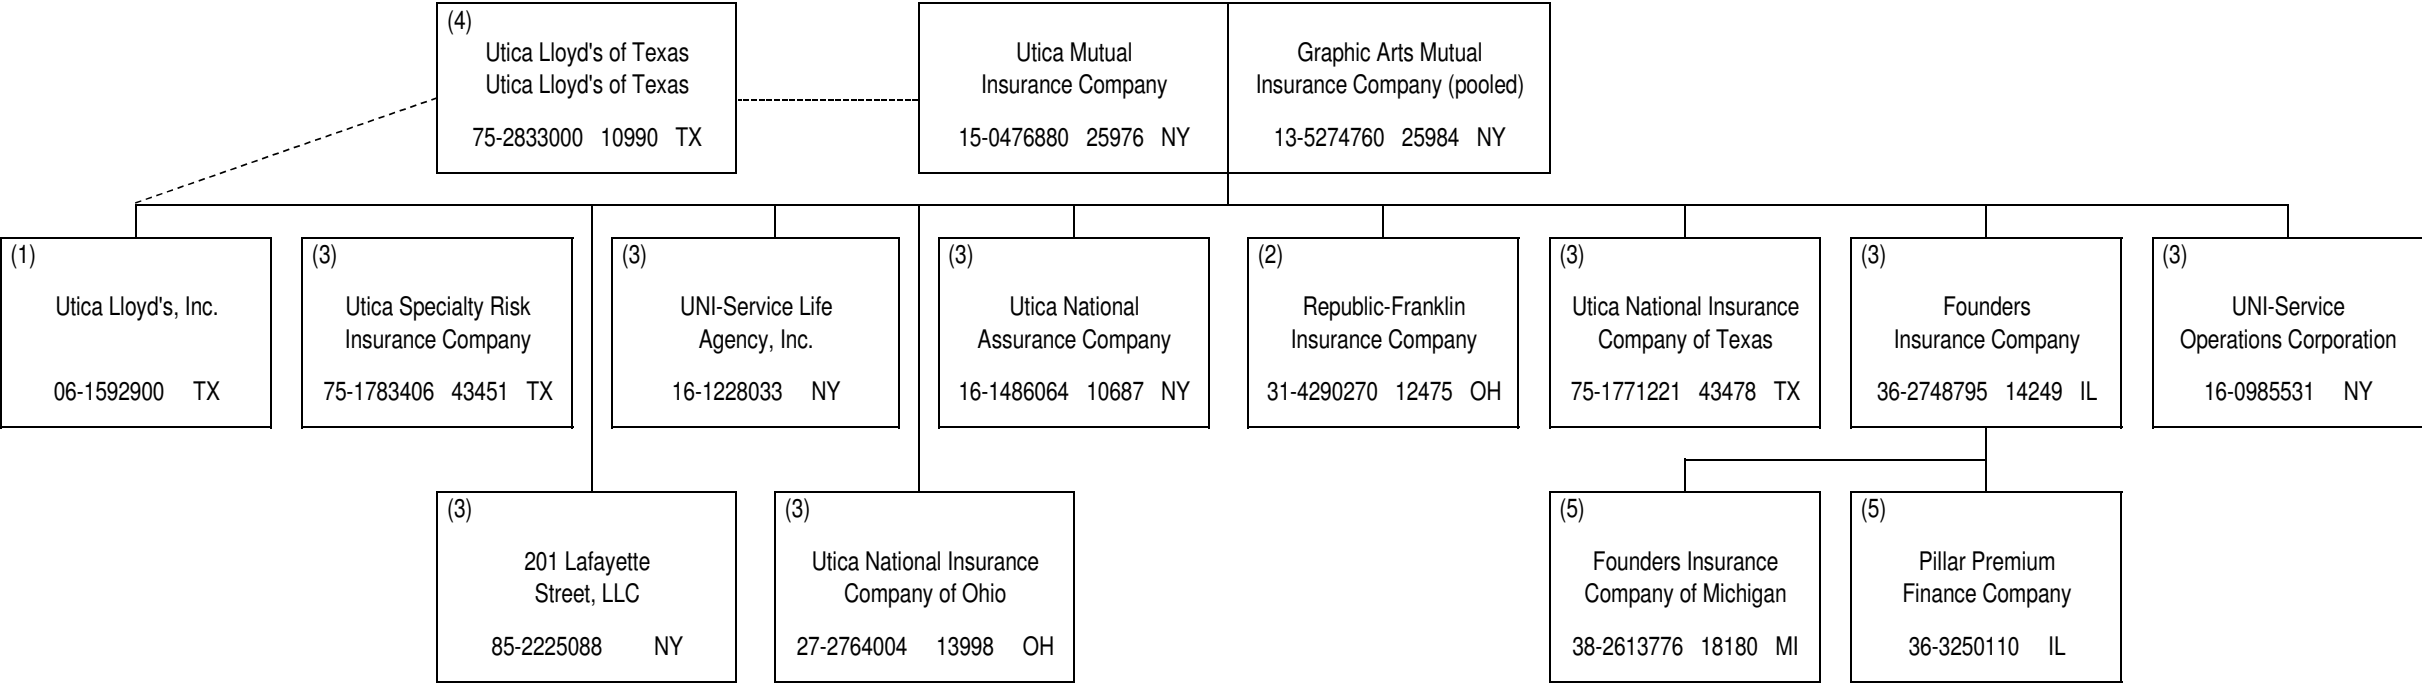 (4)
Utica Lloyd's of Texas
Utica Lloyd's of Texas
75-2833000 10990 TX
Utica Mutual
Insurance Company
15-0476880 25976 NY
Graphic Arts Mutual
Insurance Company (pooled)
13-5274760 25984 NY
(1)
Utica Lloyd's, Inc.
06-1592900 TX
(3)
Utica Specialty Risk
Insurance Company
75-1783406 43451 TX
(3)
UNI-Service Life
Agency, Inc.
16-1228033 NY
(3)
Utica National
Assurance Company
16-1486064 10687 NY
(2)
Republic-Franklin
Insurance Company
31-4290270 12475 OH
(3)
Utica National Insurance
Company of Texas
75-1771221 43478 TX
(3)
Founders
Insurance Company
36-2748795 14249 IL
(3)
UNI-Service
Operations Corporation
16-0985531 NY
(3)
201 Lafayette
Street, LLC
85-2225088 NY
(3)
Utica National Insurance
Company of Ohio
27-2764004 13998 OH
(5)
Founders Insurance
Company of Michigan
38-2613776 18180 MI
(5)
Pillar Premium
Finance Company
36-3250110 IL